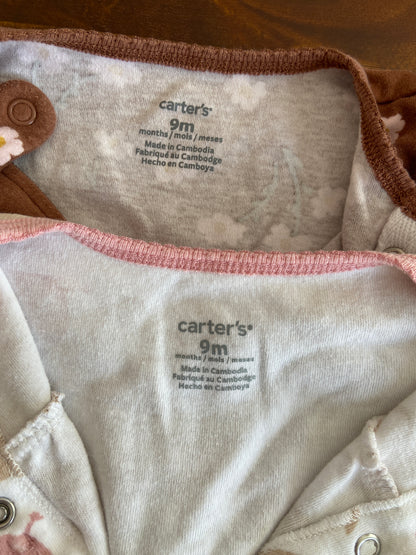 carter's®
9m
months / mois / meses
Made in Cambodia
Fabriqué au Cambodge
Hecho en Camboya
carter's®
9m
months / mois / meses
Made in Cambodia
Fabriqué au Cambodge
Hecho en Camboya